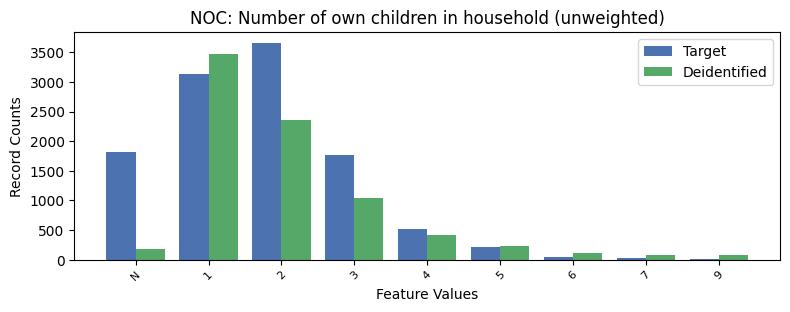 NOC: Number of own children in household (unweighted)
Target
Deidentified
Record Counts
3500
3000
2500
2000
1500
1000
500
0
N 1 2 3 4 5 6 7 9
Feature Values